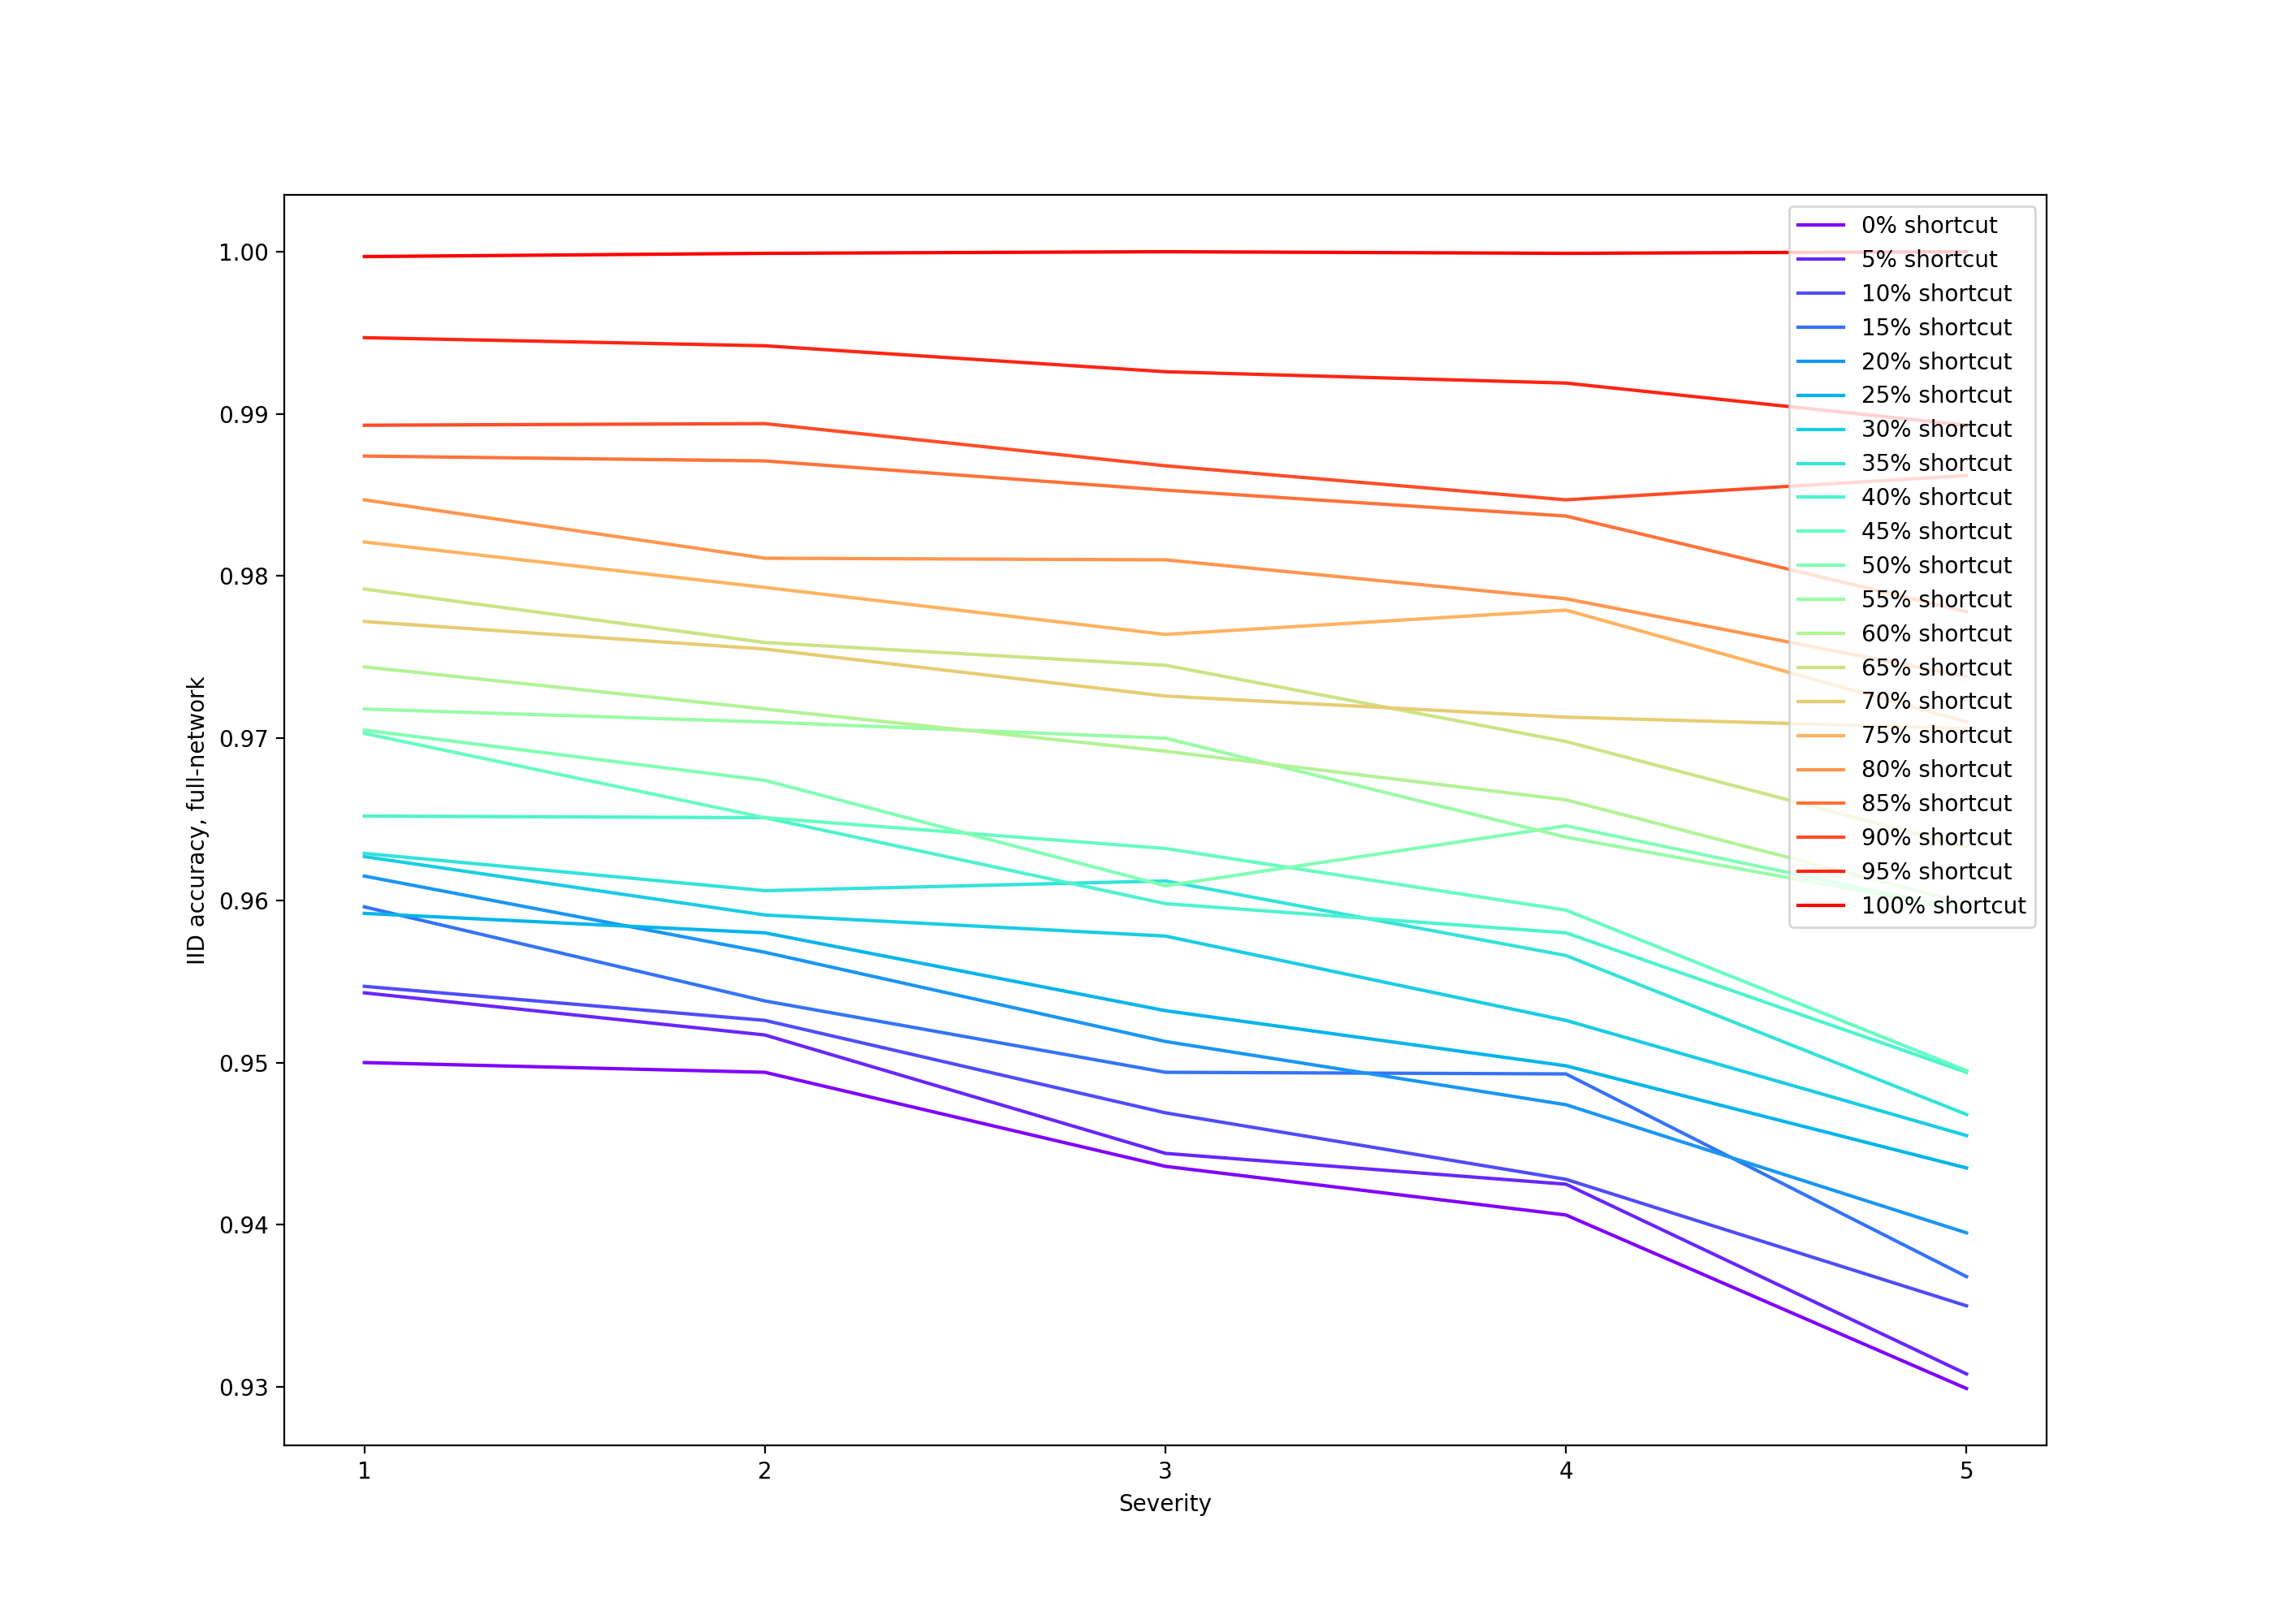 1.00
0.99
0.98
0.97
0.96
0.95
0.94
0.93
IID accuracy, full-network
1
2
3
4
5
Severity
0% shortcut
5% shortcut
10% shortcut
15% shortcut
20% shortcut
25% shortcut
30% shortcut
35% shortcut
40% shortcut
45% shortcut
50% shortcut
55% shortcut
60% shortcut
65% shortcut
70% shortcut
75% shortcut
80% shortcut
85% shortcut
90% shortcut
95% shortcut
100% shortcut